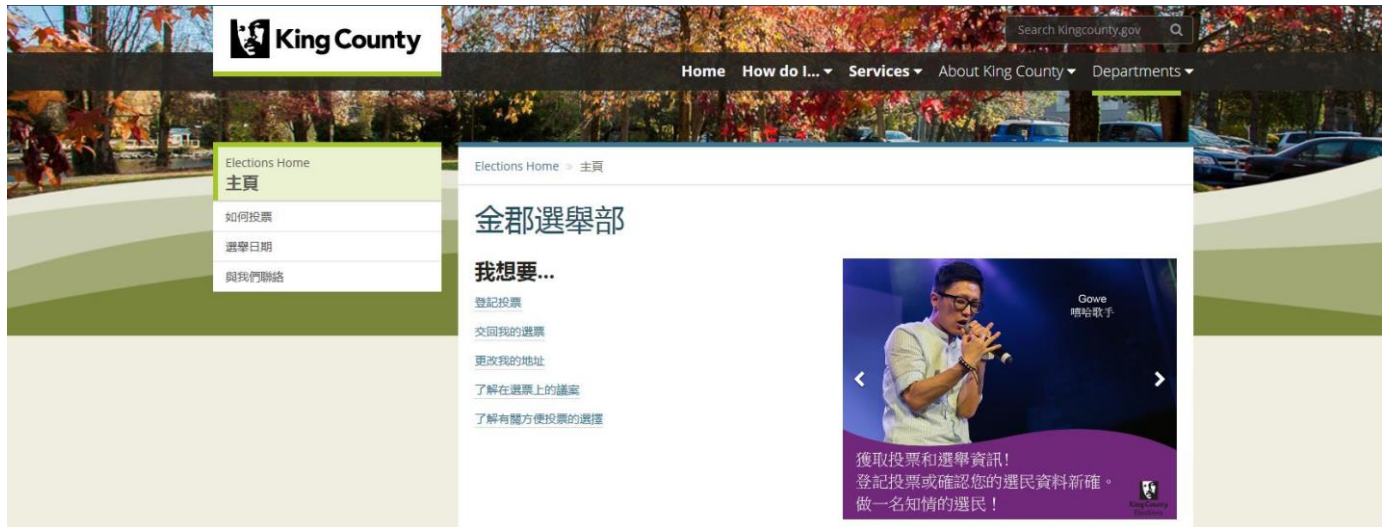 King County
Search Kingcounty.gov
Home How do I... Services About King County Departments
Elections Home
主頁
如何投票
選舉日期
與我們聯絡
Elections Home » 主頁
金郡選舉部
我想要...
登記投票
交回我的選票
更改我的地址
了解在選票上的議案
了解有關方便投票的選擇
Gowe
嘻哈歌手
獲取投票和選舉資訊!
登記投票或確認您的選民資料新確。
做一名知情的選民!
King County
Elections